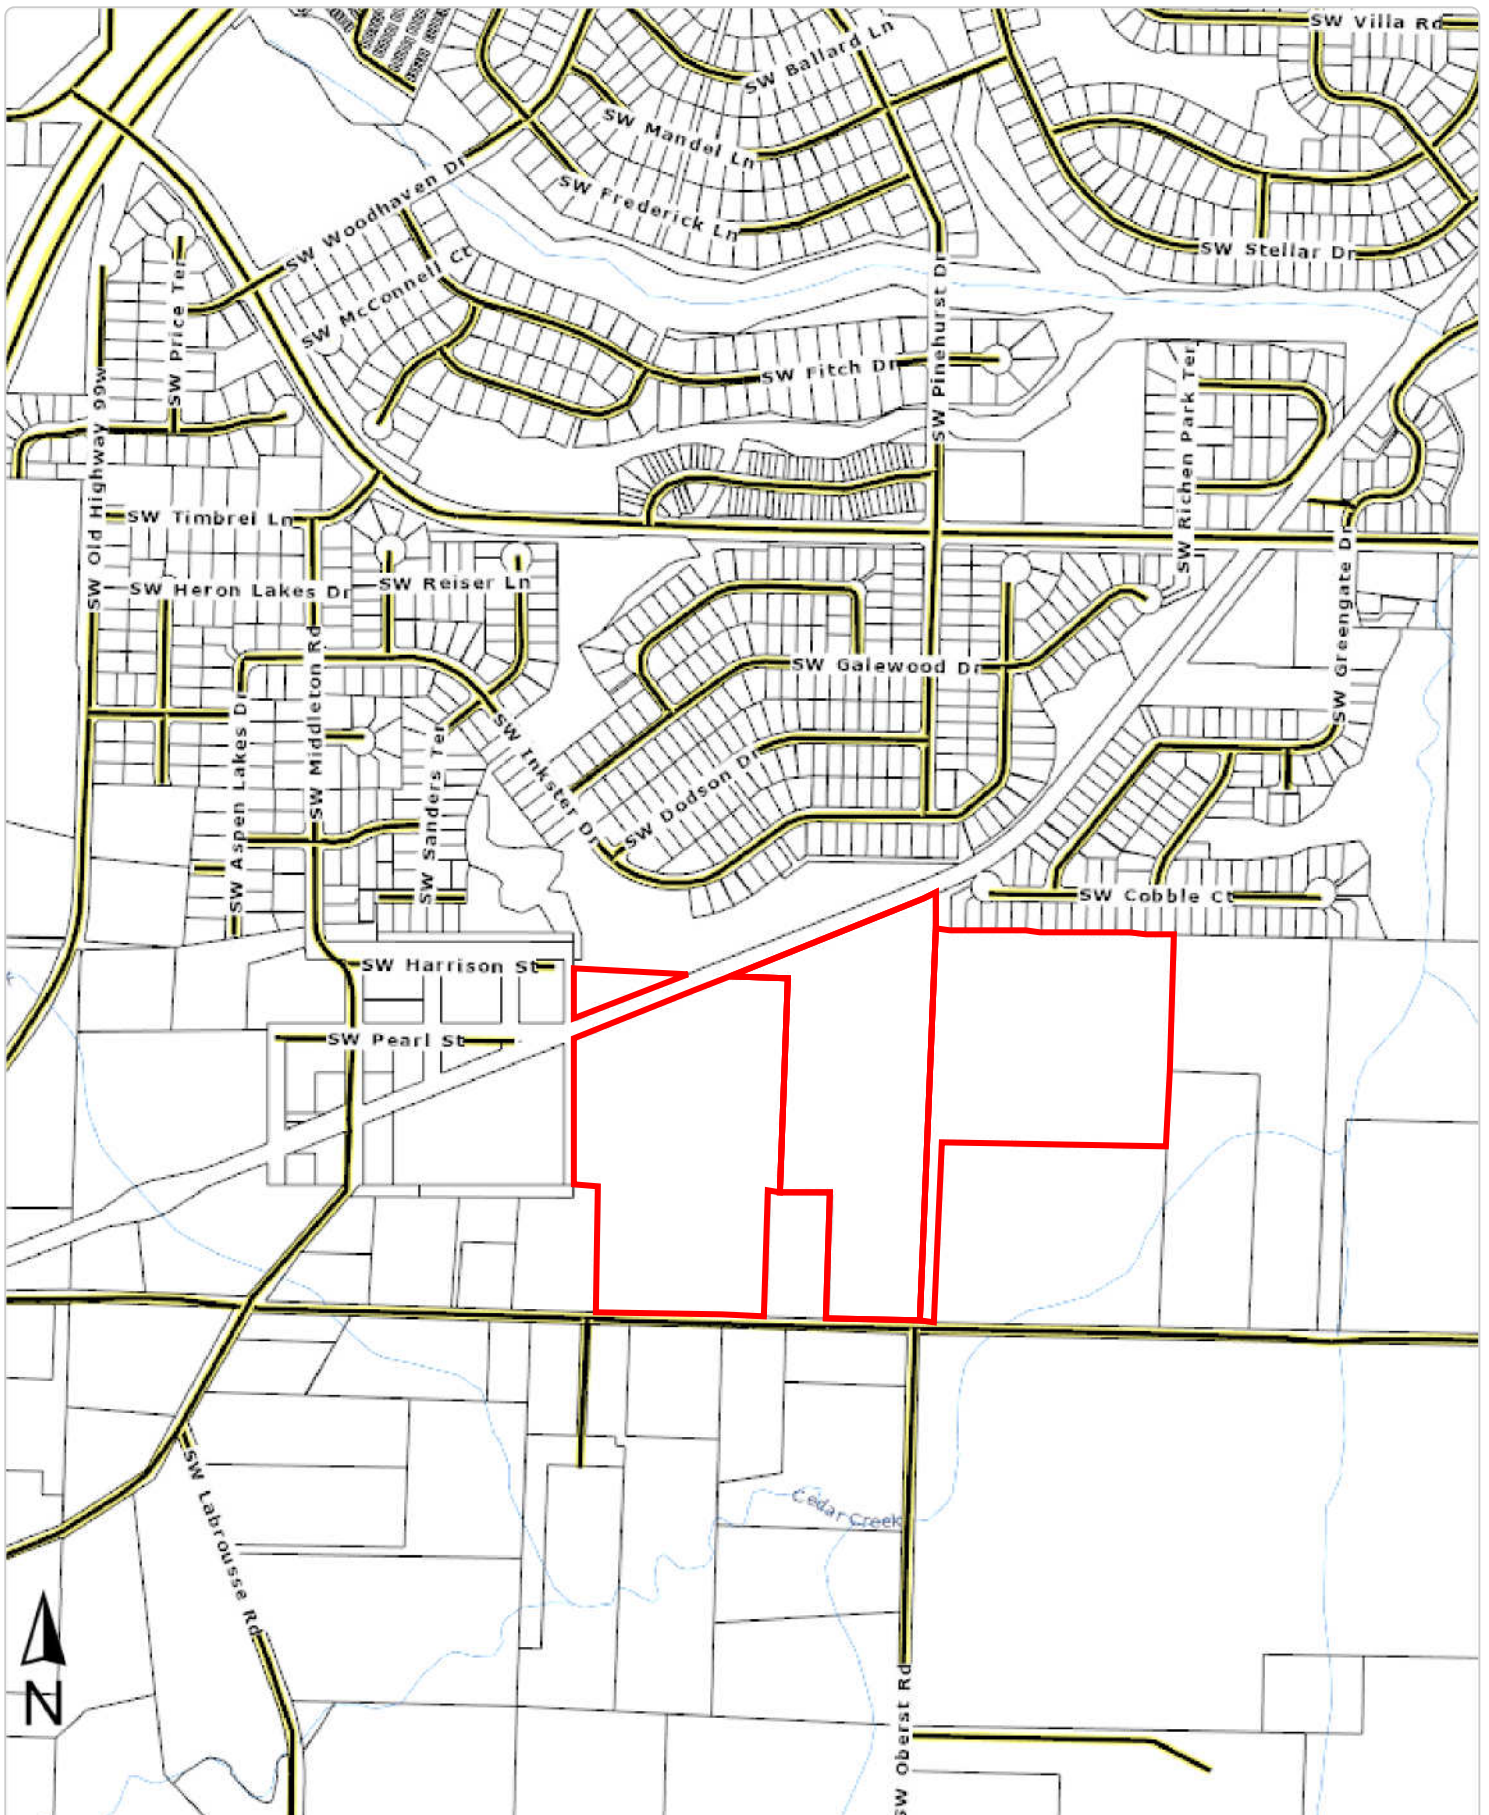 SW Villa Rd
SW Ballard Ln
SW Mandel Ln
SW Woodhaven Dr
SW Frederick Ln
SW Stellar Dr
SW McConnell Ct
SW Price Ter
SW Pinehurst Dr
SW Fitch Dr
SW Richen Park Ter
SW Old Highway 99w
SW Timbrel Ln
SW Heron Lakes Dr
SW Reiser Ln
SW Greengate Dr
SW Galewood Dr
SW Middleton Rd
SW Aspen Lakes Dr
SW Sanders Ter
SW Inkster Dr
SW Dodson Dr
SW Cobble Ct
SW Harrison St
SW Pearl St
SW Labrousse Rd
Cedar Creek
SW Oberst Rd
N